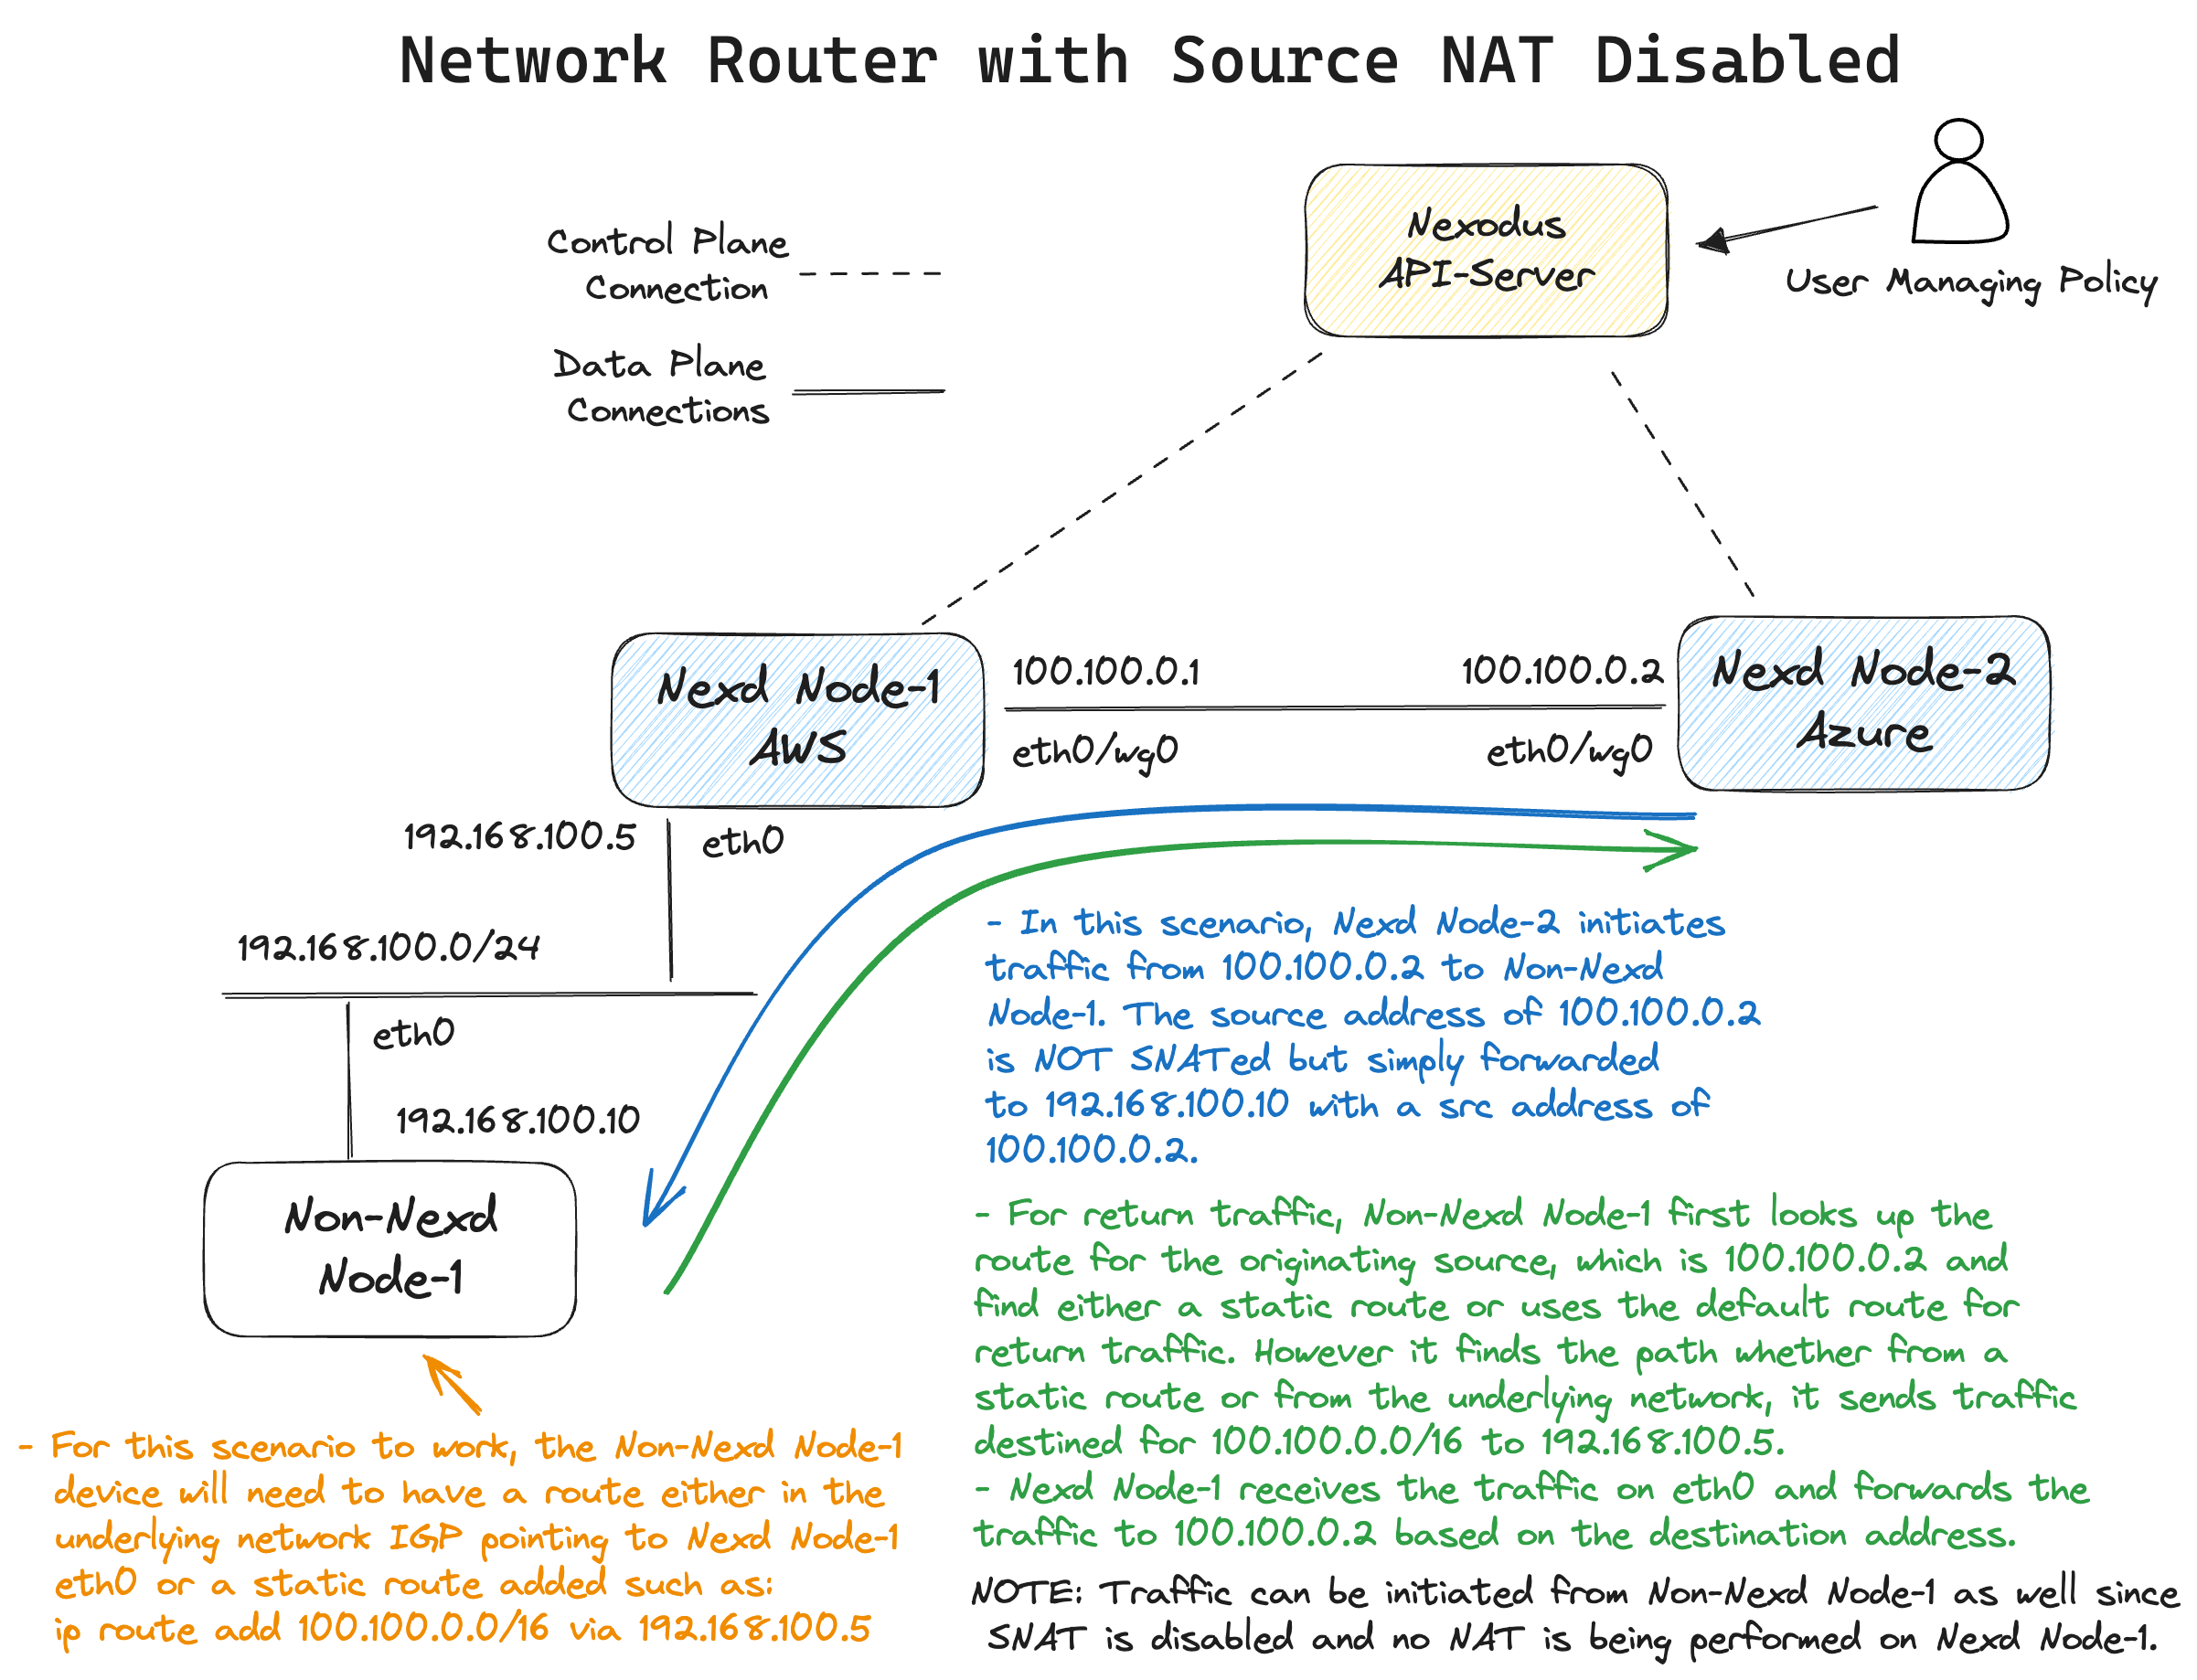 Network Router with Source NAT Disabled
Nexodus
API-Server
User Managing Policy
Control Plane
Connection
Data Plane
Connections
Nexd Node-1
AWS
100.100.0.1
100.100.0.2
eth0/wg0
eth0/wg0
Nexd Node-2
Azure
192.168.100.5
eth0
192.168.100.0/24
eth0
192.168.100.10
Non-Nexd
Node-1
- In this scenario, Nexd Node-2 initiates
traffic from 100.100.0.2 to Non-Nexd
Node-1. The source address of 100.100.0.2
is NOT SNATed but simply forwarded
to 192.168.100.10 with a src address of
100.100.0.2.
- For return traffic, Non-Nexd Node-1 first looks up the
route for the originating source, which is 100.100.0.2 and
find either a static route or uses the default route for
return traffic. However it finds the path whether from a
static route or from the underlying network, it sends traffic
destined for 100.100.0.0/16 to 192.168.100.5.
- Nexd Node-1 receives the traffic on eth0 and forwards the
traffic to 100.100.0.2 based on the destination address.
NOTE: Traffic can be initiated from Non-Nexd Node-1 as well since
SNAT is disabled and no NAT is being performed on Nexd Node-1.
- For this scenario to work, the Non-Nexd Node-1
device will need to have a route either in the
underlying network IGP pointing to Nexd Node-1
eth0 or a static route added such as:
ip route add 100.100.0.0/16 via 192.168.100.5